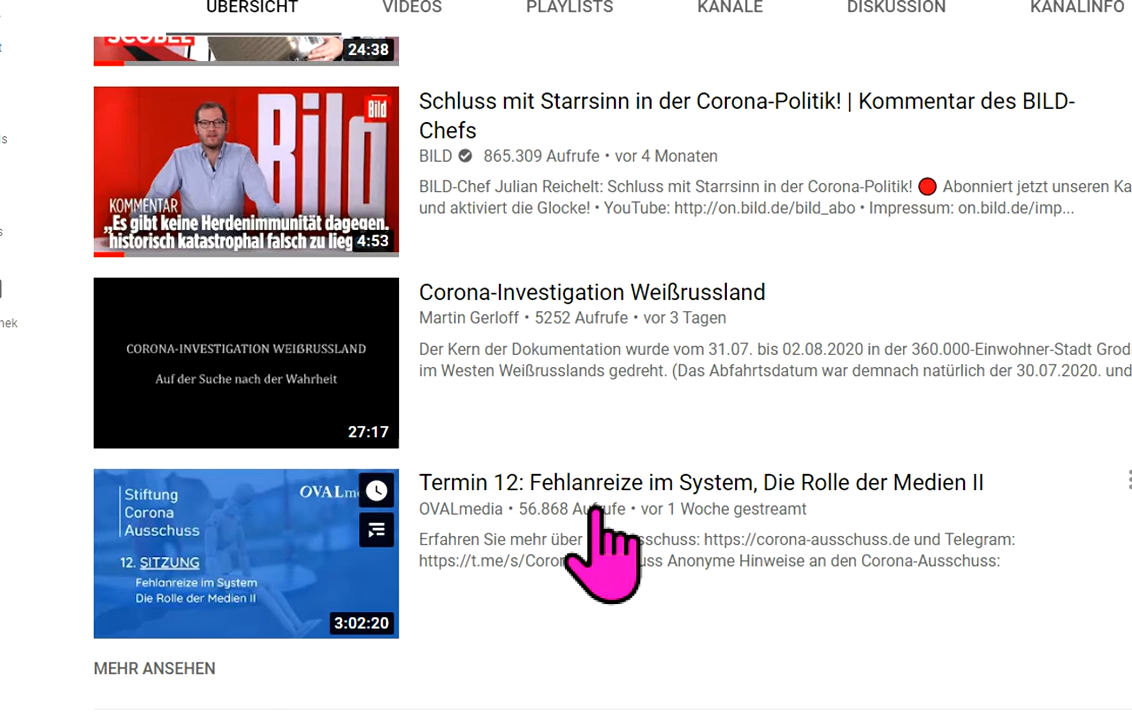 ÜBERSICHT VIDEOS PLAYLISTS KANÄLE DISKUSSION KANALINFO
SCOBEL
24:38
Bild
Bild
KOMMENTAR
„Es gibt keine Herdenimmunität dagegen.
historisch katastrophal falsch zu lieg
4:53
Schluss mit Starrsinn in der Corona-Politik! | Kommentar des BILD-
Chefs
BILD 865.309 Aufrufe • vor 4 Monaten
BILD-Chef Julian Reichelt: Schluss mit Starrsinn in der Corona-Politik! 🔴 Abonniert jetzt unseren Ka
und aktiviert die Glocke! • YouTube: http://on.bild.de/bild_abo • Impressum: on.bild.de/imp...
CORONA-INVESTIGATION WEIßRUSSLAND
Auf der Suche nach der Wahrheit
27:17
Corona-Investigation Weißrussland
Martin Gerloff • 5252 Aufrufe • vor 3 Tagen
Der Kern der Dokumentation wurde vom 31.07. bis 02.08.2020 in der 360.000-Einwohner-Stadt Grod
im Westen Weißrusslands gedreht. (Das Abfahrtsdatum war demnach natürlich der 30.07.2020. und
Stiftung
Corona
Ausschuss
OVALm
12. SITZUNG
Fehlanreize im System
Die Rolle der Medien II
3:02:20
Termin 12: Fehlanreize im System, Die Rolle der Medien II
OVALmedia • 56.868 Aufrufe • vor 1 Woche gestreamt
Erfahren Sie mehr über sschuss: https://corona-ausschuss.de und Telegram:
https://t.me/s/Coron uss Anonyme Hinweise an den Corona-Ausschuss:
MEHR ANSEHEN
hek